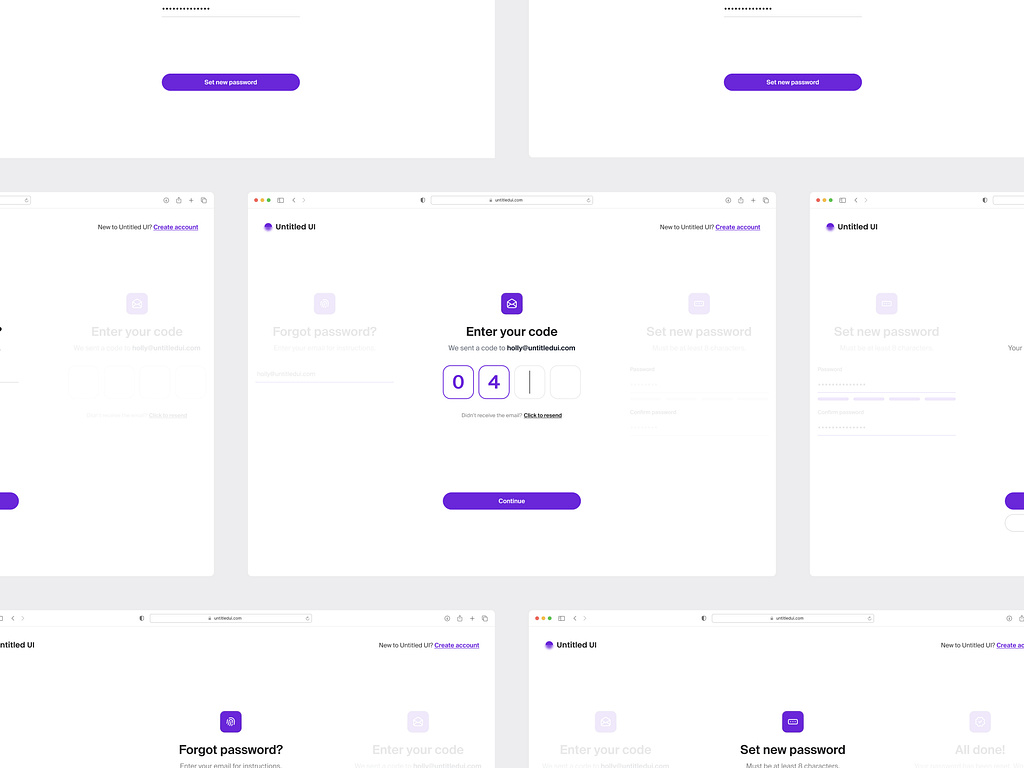 Set new password
Set new password
New to Untitled UI? Create account
Enter your code
We sent a code to holly@untitledui.com
Click to resend
untitledui.com
Untitled UI
New to Untitled UI? Create account
Forgot password?
Enter your email for instructions.
holly@untitledui.com
Enter your code
We sent a code to holly@untitledui.com
0 4
Didn't receive the email? Click to resend
Continue
Set new password
Must be at least 8 characters.
Password
Confirm password
Untitled UI
Set new password
Must be at least 8 characters.
Password
Confirm password
Your
untitledui.com
ntitled UI
New to Untitled UI? Create account
Forgot password?
Enter your email for instructions.
Enter your code
We sent a code to holly@untitledui.com
untitledui.com
Untitled UI
New to Untitled UI? Create a
Enter your code
We sent a code to holly@untitledui.com
Set new password
Must be at least 8 characters.
All done!